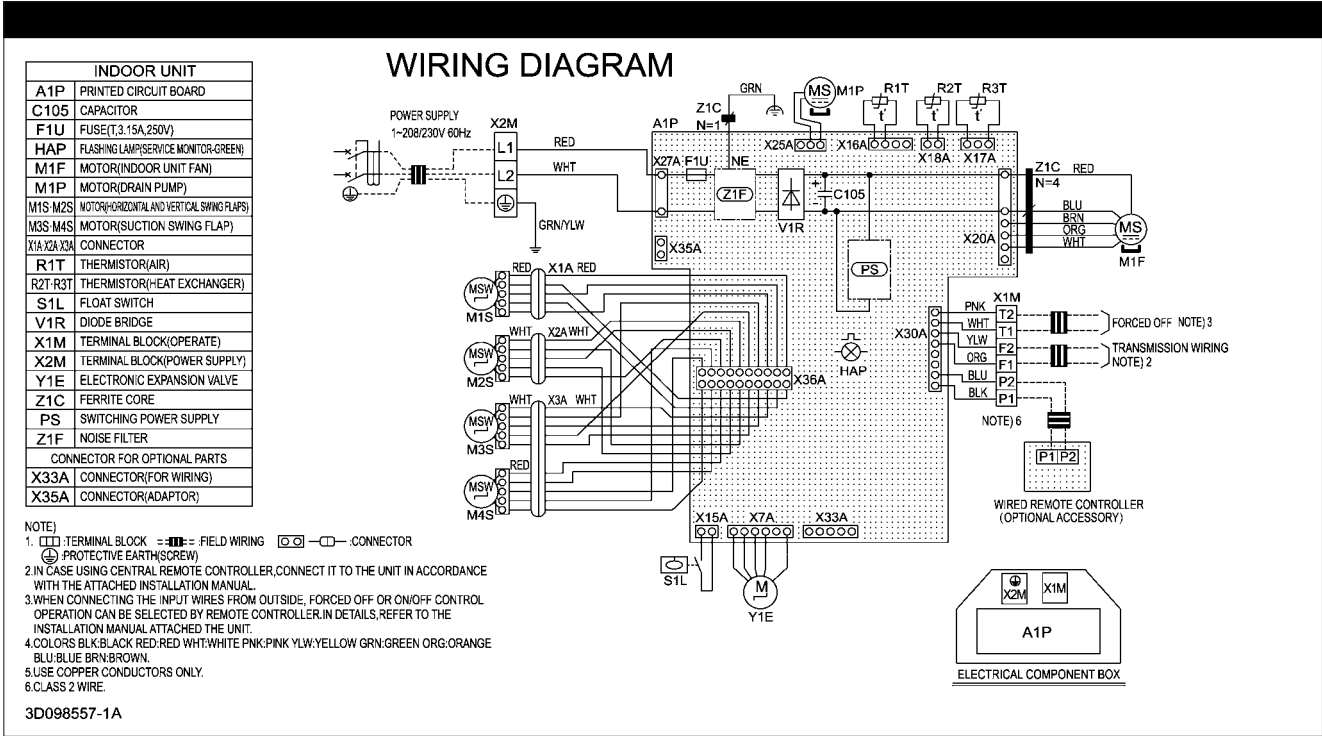 WIRING DIAGRAM
INDOOR UNIT
A1P PRINTED CIRCUIT BOARD
C105 CAPACITOR
F1U FUSE(T,3.15A,250V)
HAP FLASHING LAMP(SERVICE MONITOR-GREEN)
M1F MOTOR(INDOOR UNIT FAN)
M1P MOTOR(DRAIN PUMP)
M1S·M2S MOTOR(HORIZONTAL AND VERTICAL SWING FLAPS)
M3S·M4S MOTOR(SUCTION SWING FLAP)
X1A·X2A·X3A CONNECTOR
R1T THERMISTOR(AIR)
R2T·R3T THERMISTOR(HEAT EXCHANGER)
S1L FLOAT SWITCH
V1R DIODE BRIDGE
X1M TERMINAL BLOCK(OPERATE)
X2M TERMINAL BLOCK(POWER SUPPLY)
Y1E ELECTRONIC EXPANSION VALVE
Z1C FERRITE CORE
PS SWITCHING POWER SUPPLY
Z1F NOISE FILTER
CONNECTOR FOR OPTIONAL PARTS
X33A CONNECTOR(FOR WIRING)
X35A CONNECTOR(ADAPTOR)
POWER SUPPLY
1~208/230V 60Hz
X2M
L1
L2
RED
WHT
GRN/YLW
A1P
Z1C
N=1
GRN
MS
M1P
R1T
R2T
R3T
t°
t°
t°
X25A
X16A
X18A
X17A
X27A
F1U
NE
Z1F
V1R
+
-
C105
PS
X35A
Z1C
N=4
RED
BLU
BRN
ORG
WHT
X20A
MS
M1F
MSW
M1S
RED
X1A RED
MSW
M2S
WHT
X2A WHT
MSW
M3S
WHT
X3A WHT
MSW
M4S
RED
X36A
HAP
X30A
PNK
WHT
YLW
ORG
BLU
BLK
X1M
T2
T1
F2
F1
P2
P1
FORCED OFF NOTE) 3
TRANSMISSION WIRING
NOTE) 2
NOTE) 6
P1 P2
WIRED REMOTE CONTROLLER
(OPTIONAL ACCESSORY)
X15A
X7A
X33A
S1L
M
Y1E
X2M
X1M
A1P
ELECTRICAL COMPONENT BOX
NOTE)
1. :TERMINAL BLOCK :FIELD WIRING :CONNECTOR
:PROTECTIVE EARTH(SCREW)
2.IN CASE USING CENTRAL REMOTE CONTROLLER,CONNECT IT TO THE UNIT IN ACCORDANCE
WITH THE ATTACHED INSTALLATION MANUAL.
3.WHEN CONNECTING THE INPUT WIRES FROM OUTSIDE, FORCED OFF OR ON/OFF CONTROL
OPERATION CAN BE SELECTED BY REMOTE CONTROLLER.IN DETAILS,REFER TO THE
INSTALLATION MANUAL ATTACHED THE UNIT.
4.COLORS BLK:BLACK RED:RED WHT:WHITE PNK:PINK YLW:YELLOW GRN:GREEN ORG:ORANGE
BLU:BLUE BRN:BROWN.
5.USE COPPER CONDUCTORS ONLY.
6.CLASS 2 WIRE.
3D098557-1A